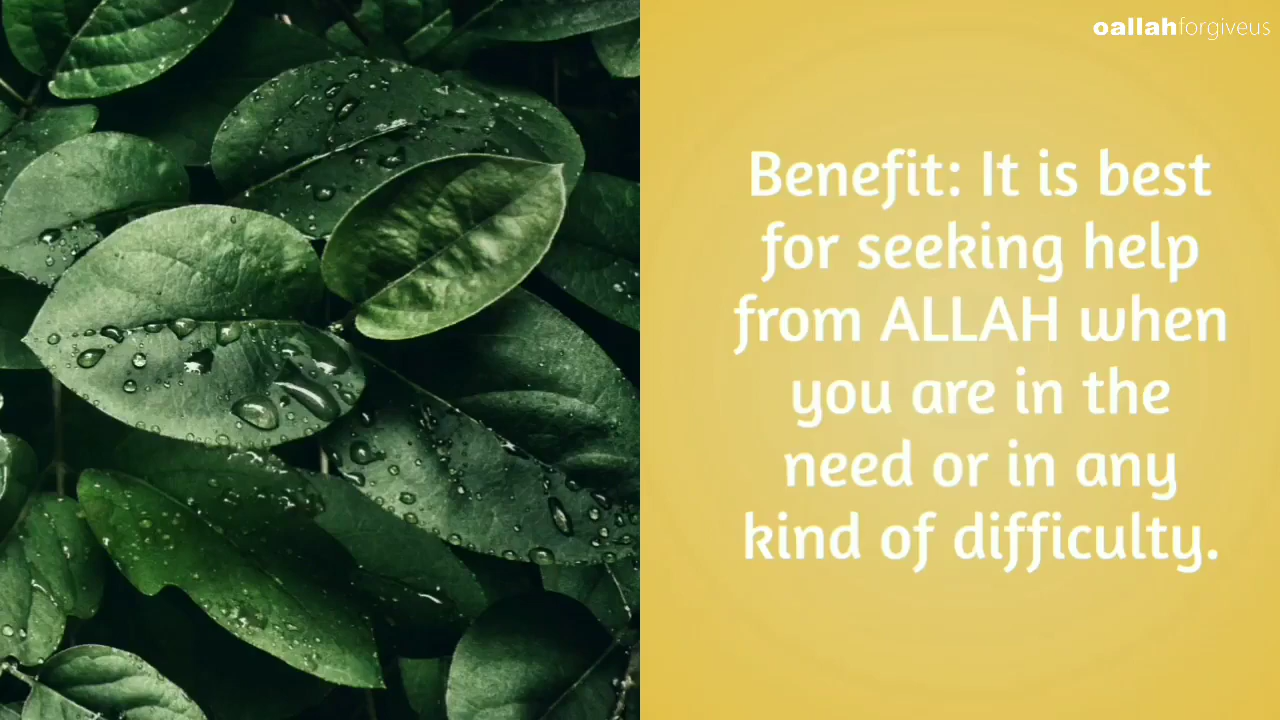 oallahforgiveus
Benefit: It is best
for seeking help
from ALLAH when
you are in the
need or in any
kind of difficulty.